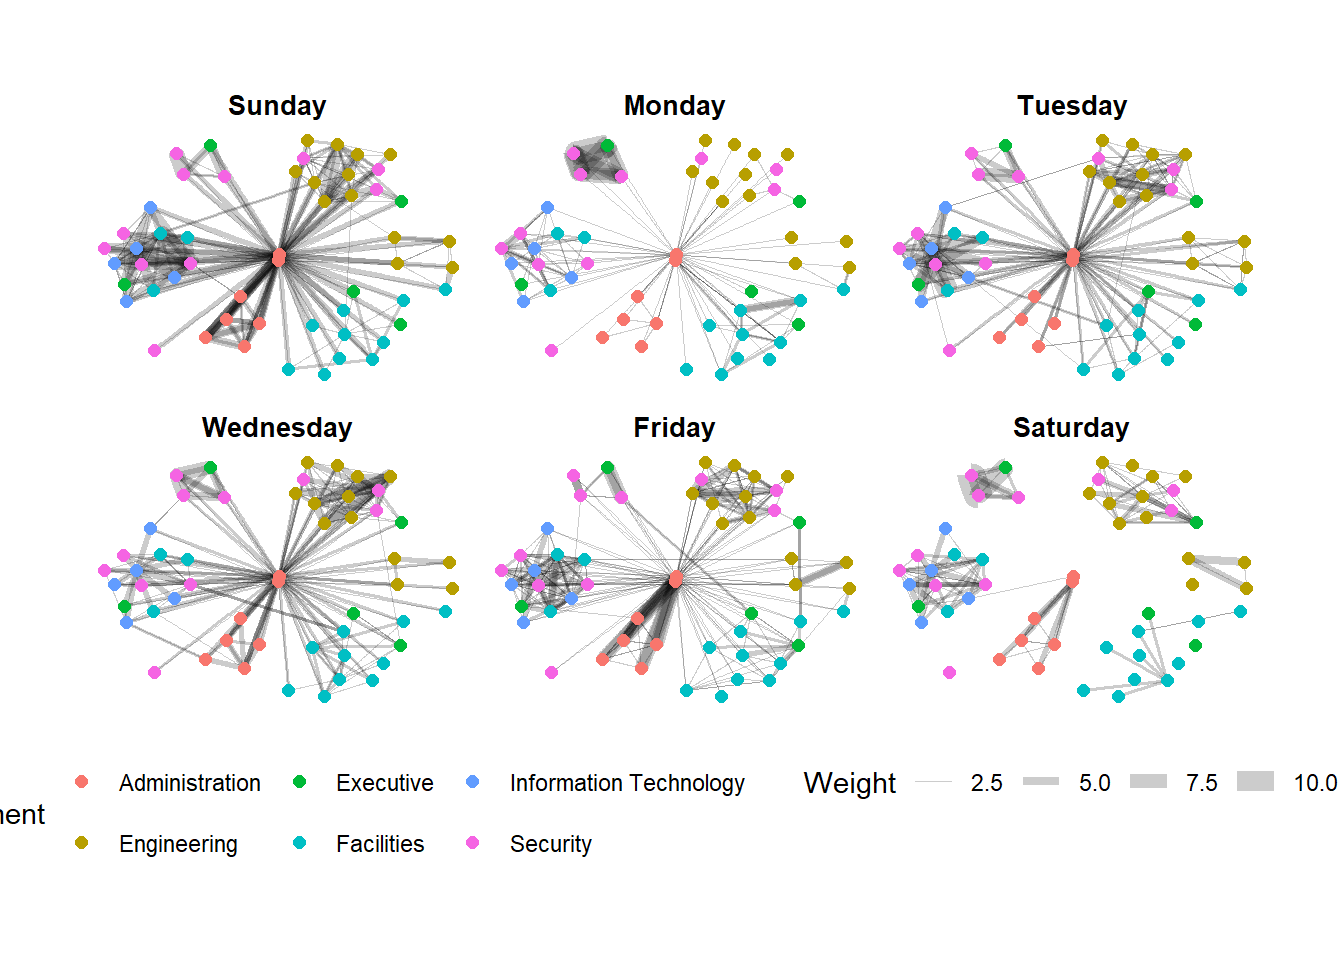 Sunday
Monday
Tuesday
Wednesday
Friday
Saturday
Administration
Executive
Information Technology
Weight
2.5
5.0
7.5
10.0
nent
Engineering
Facilities
Security